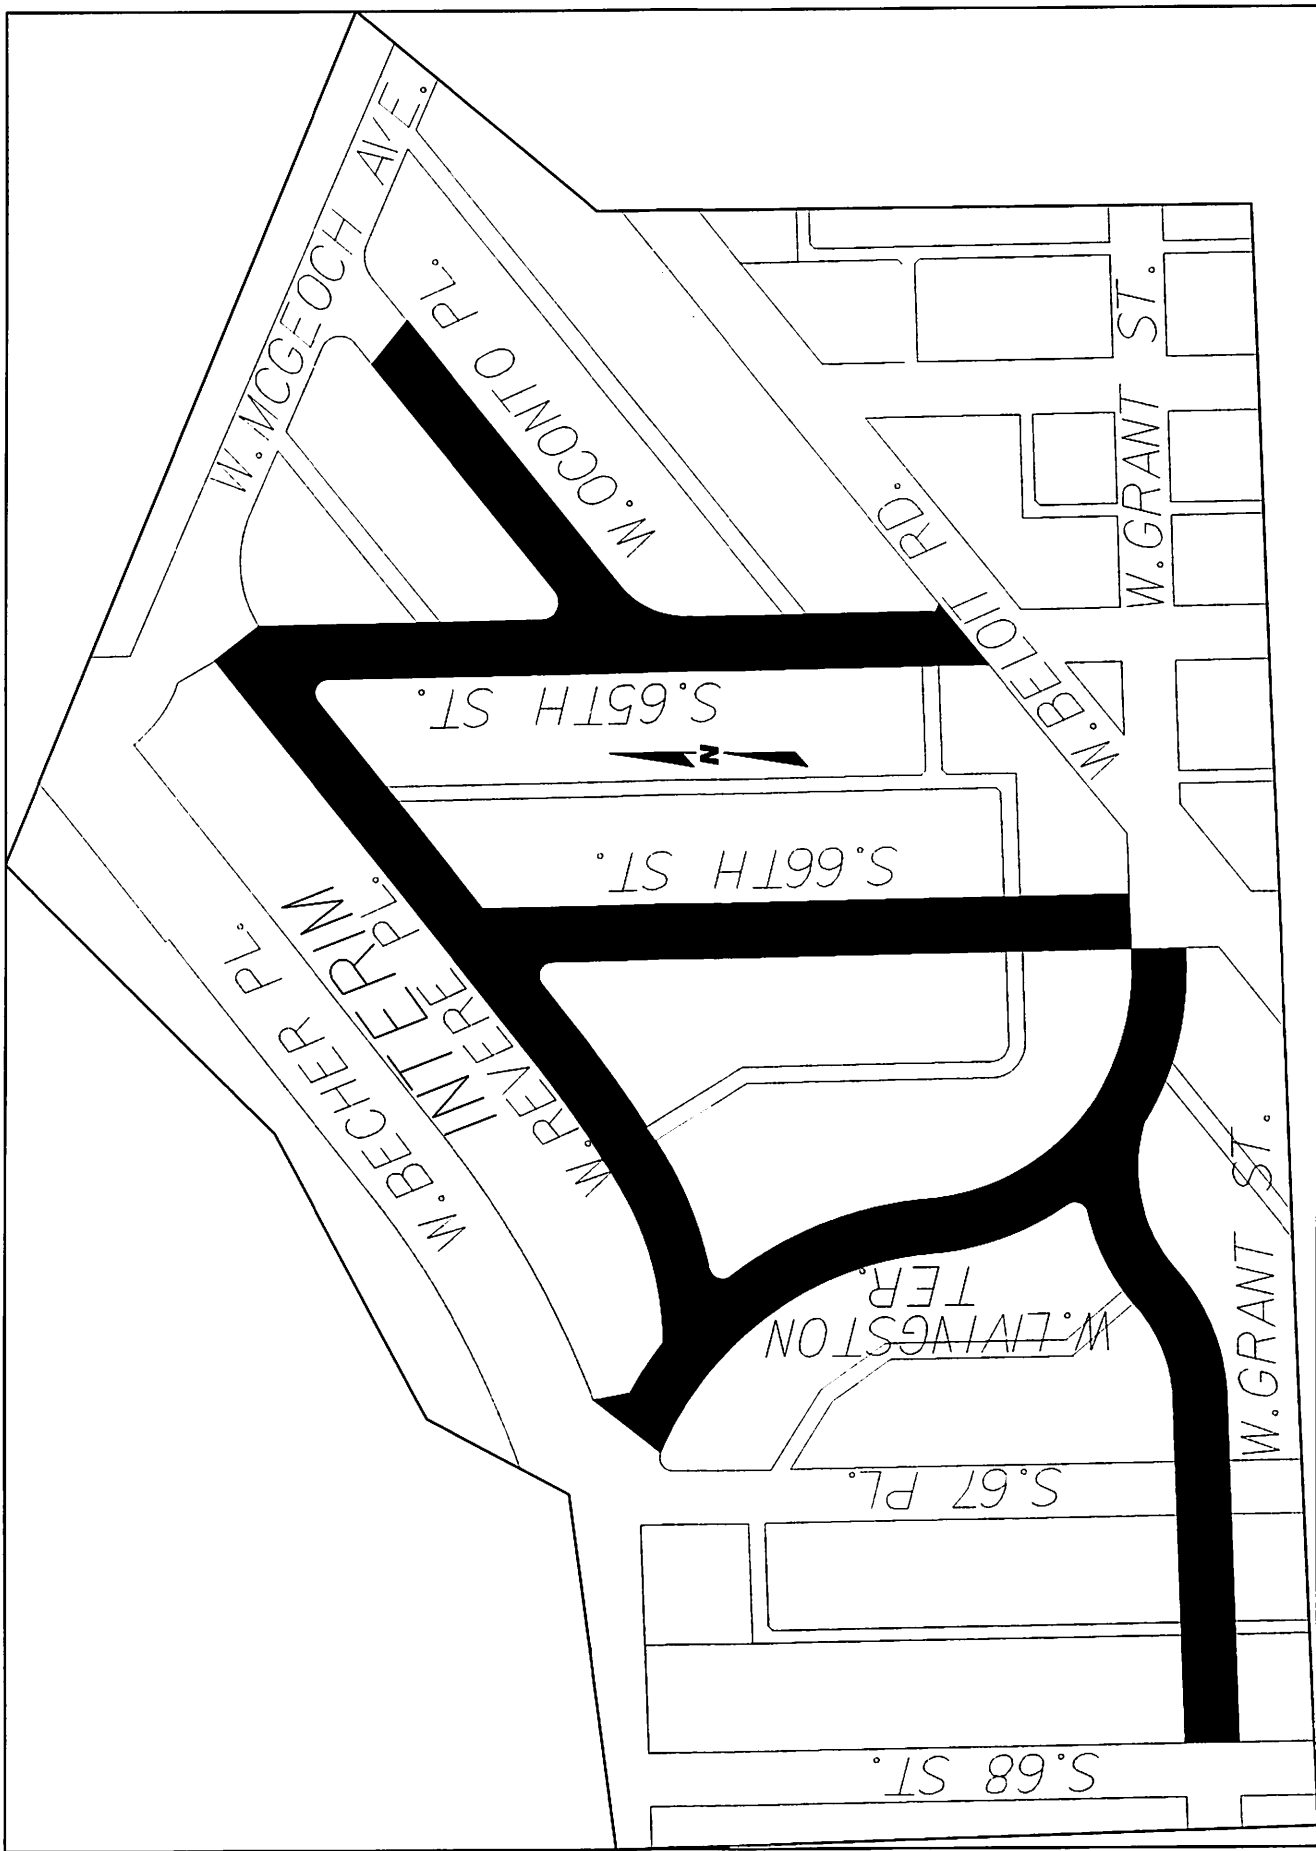 W.MCGEOCH AVE.
W.OCONTO PL.
W.GRANT ST.
W.BELOIT RD.
S.65TH ST.
N
S.66TH ST.
W.BECHER PL.
INTERIM
W.REVERE PL.
W.LIVINGSTON
TER.
W.GRANT ST.
S.67 PL.
S.68 ST.